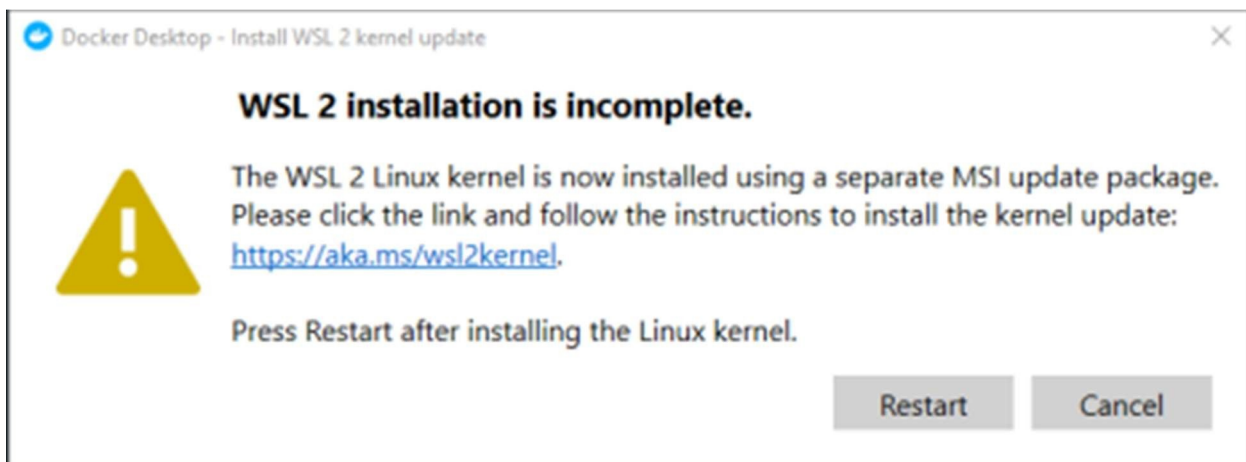 Docker Desktop - Install WSL 2 kernel update
WSL 2 installation is incomplete.
The WSL 2 Linux kernel is now installed using a separate MSI update package.
Please click the link and follow the instructions to install the kernel update:
https://aka.ms/wsl2kernel.
Press Restart after installing the Linux kernel.
Restart Cancel